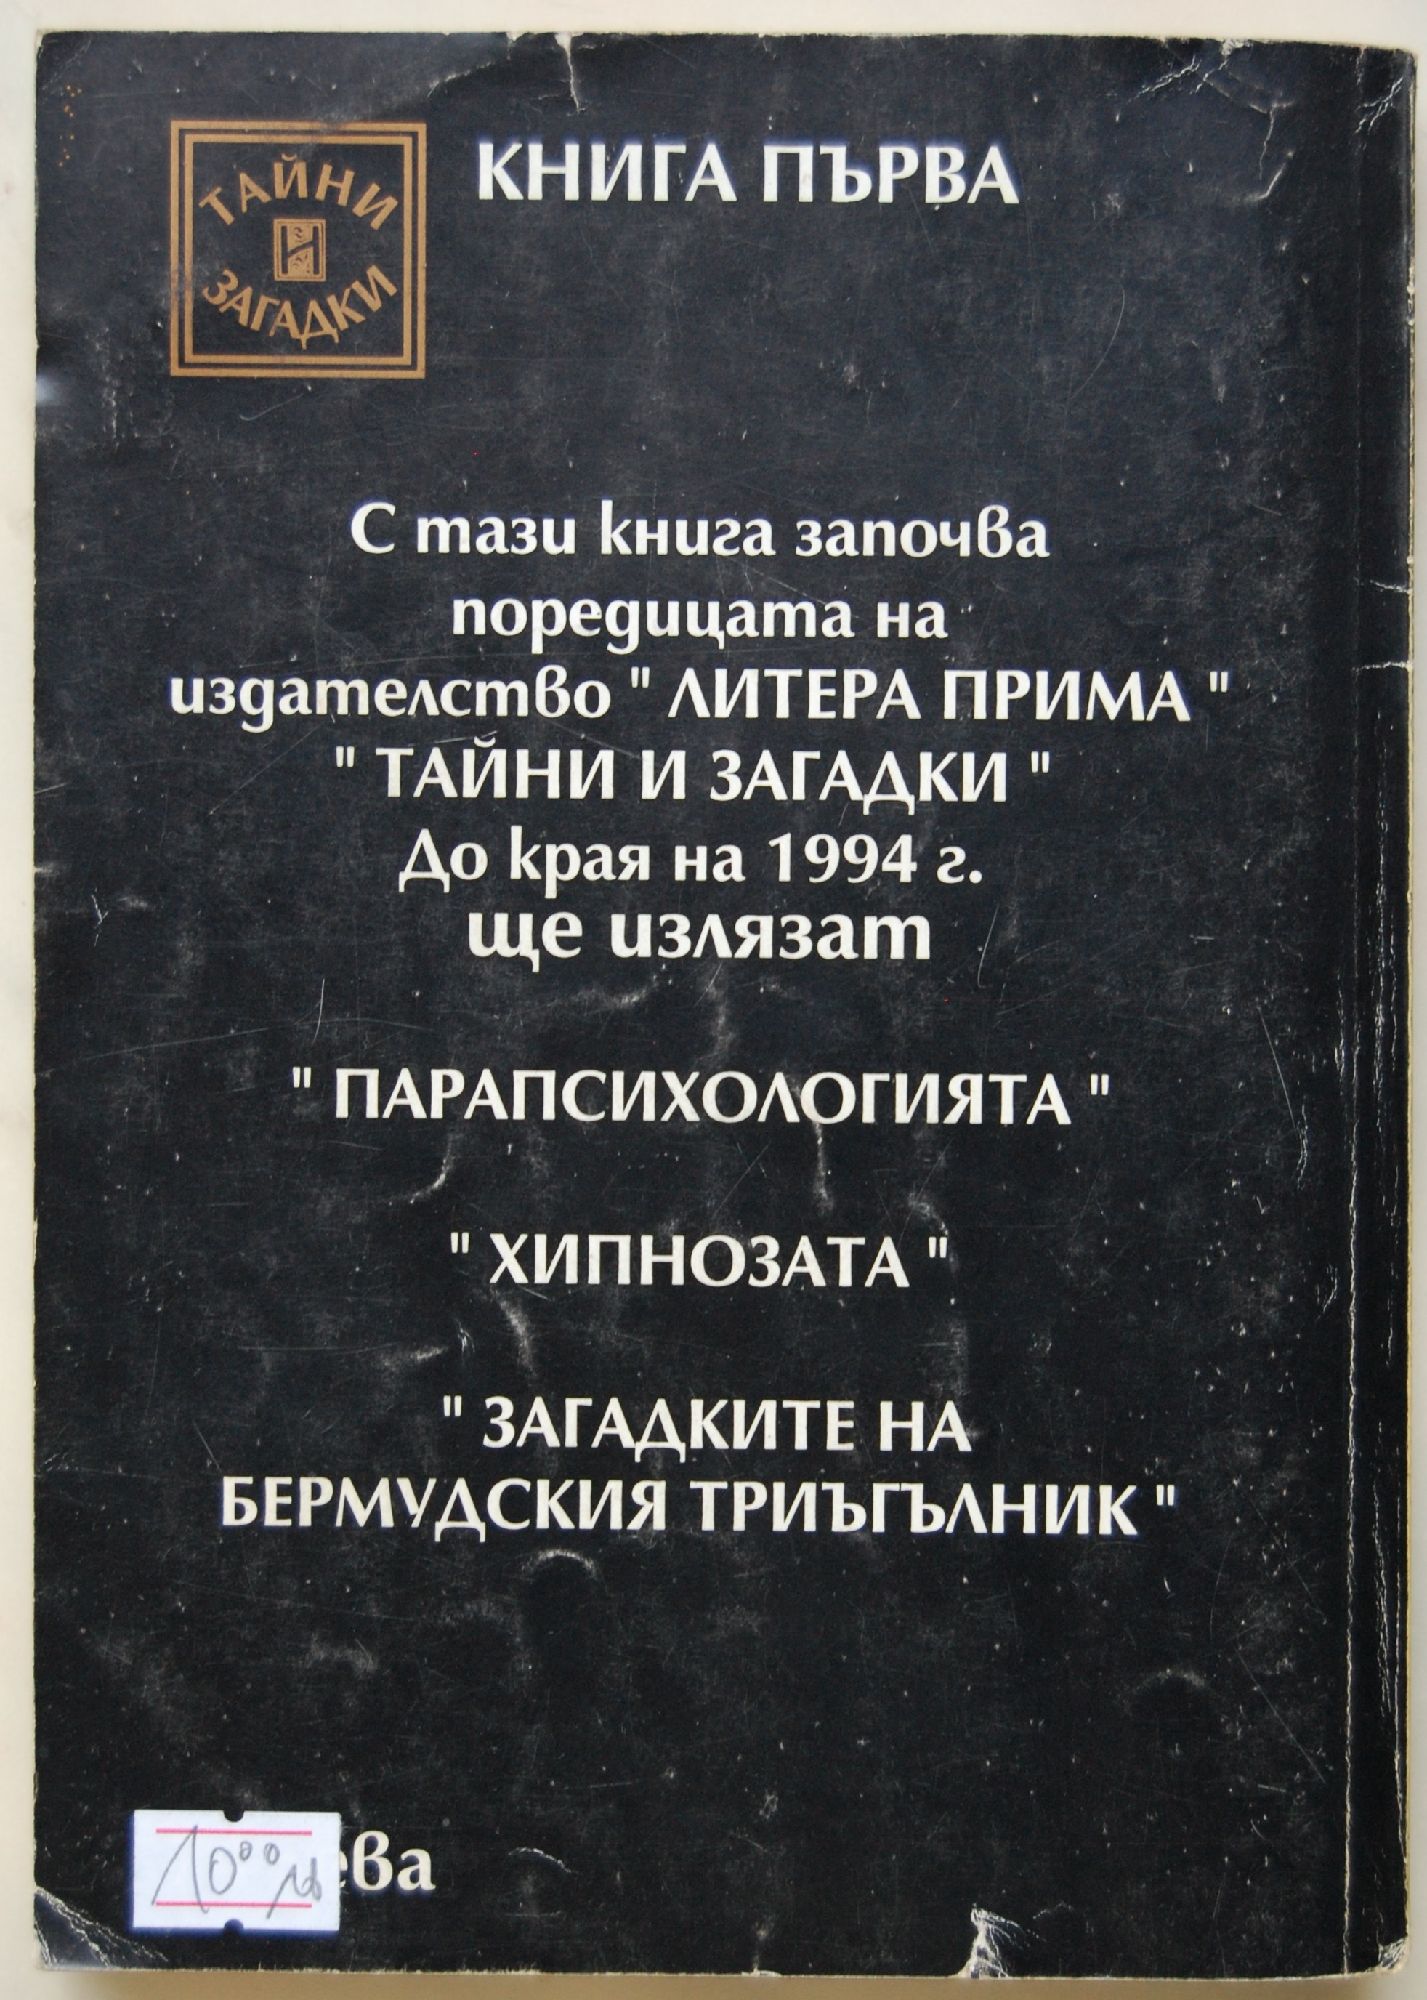 ТАЙНИ
И
ЗАГАДКИ
КНИГА ПЪРВА
С тази книга започва
поредицата на
издателство " ЛИТЕРА ПРИМА "
" ТАЙНИ И ЗАГАДКИ "
До края на 1994 г.
ще излязат
" ПАРАПСИХОЛОГИЯТА "
" ХИПНОЗАТА "
" ЗАГАДКИТЕ НА
БЕРМУДСКИЯ ТРИЪГЪЛНИК "
10⁰⁰ лв